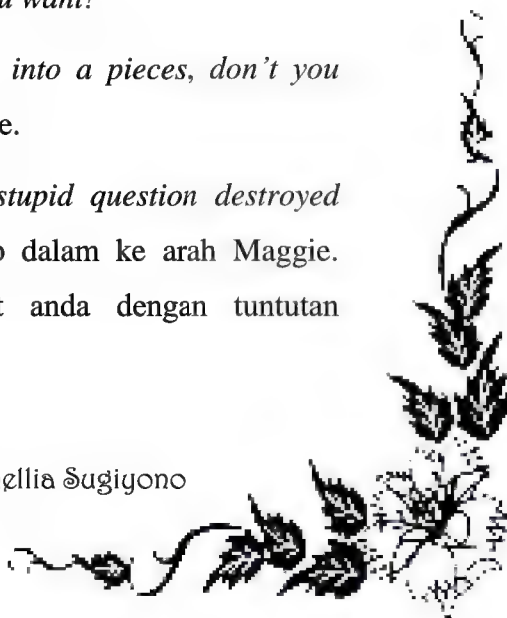 want?
into a pieces, don't you
e.
stupid question destroyed
dalam ke arah Maggie.
anda dengan tuntutan
ellia Sugiyono